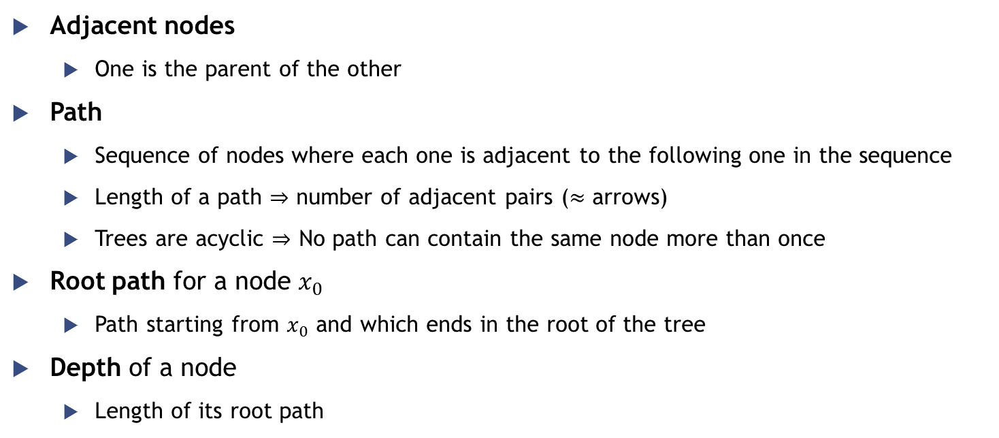 ▶ Adjacent nodes
▶ One is the parent of the other
▶ Path
▶ Sequence of nodes where each one is adjacent to the following one in the sequence
▶ Length of a path ⇒ number of adjacent pairs (≈ arrows)
▶ Trees are acyclic ⇒ No path can contain the same node more than once
▶ Root path for a node x₀
▶ Path starting from x₀ and which ends in the root of the tree
▶ Depth of a node
▶ Length of its root path